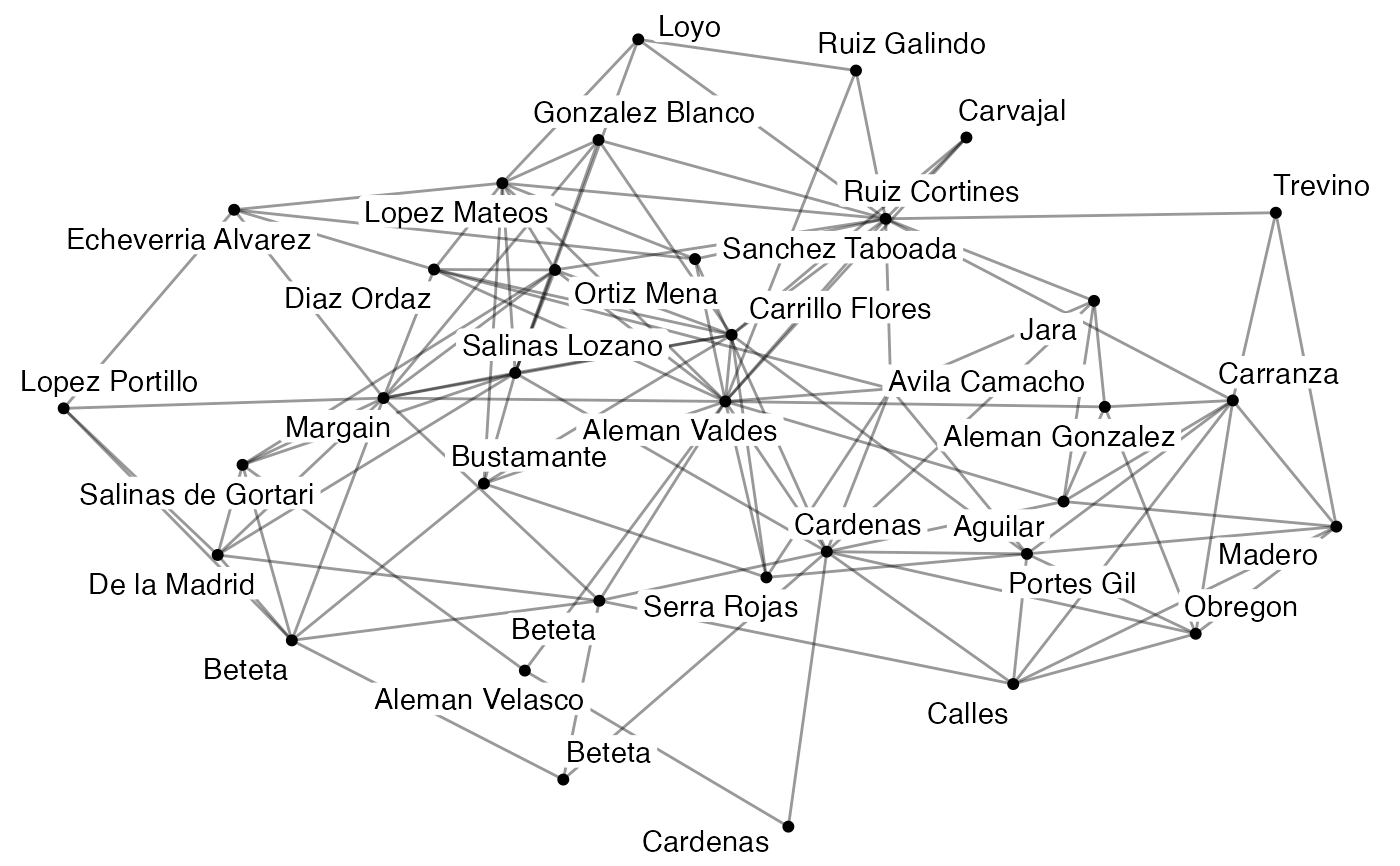 Loyo
Ruiz Galindo
Gonzalez Blanco
Carvajal
Ruiz Cortines
Trevino
Lopez Mateos
Echeverria Alvarez
Sanchez Taboada
Diaz Ordaz
Ortiz Mena
Carrillo Flores
Jara
Salinas Lozano
Lopez Portillo
Avila Camacho
Carranza
Margain
Aleman Valdes
Aleman Gonzalez
Bustamante
Salinas de Gortari
Cardenas
Aguilar
Madero
De la Madrid
Portes Gil
Serra Rojas
Obregon
Beteta
Beteta
Aleman Velasco
Calles
Beteta
Cardenas